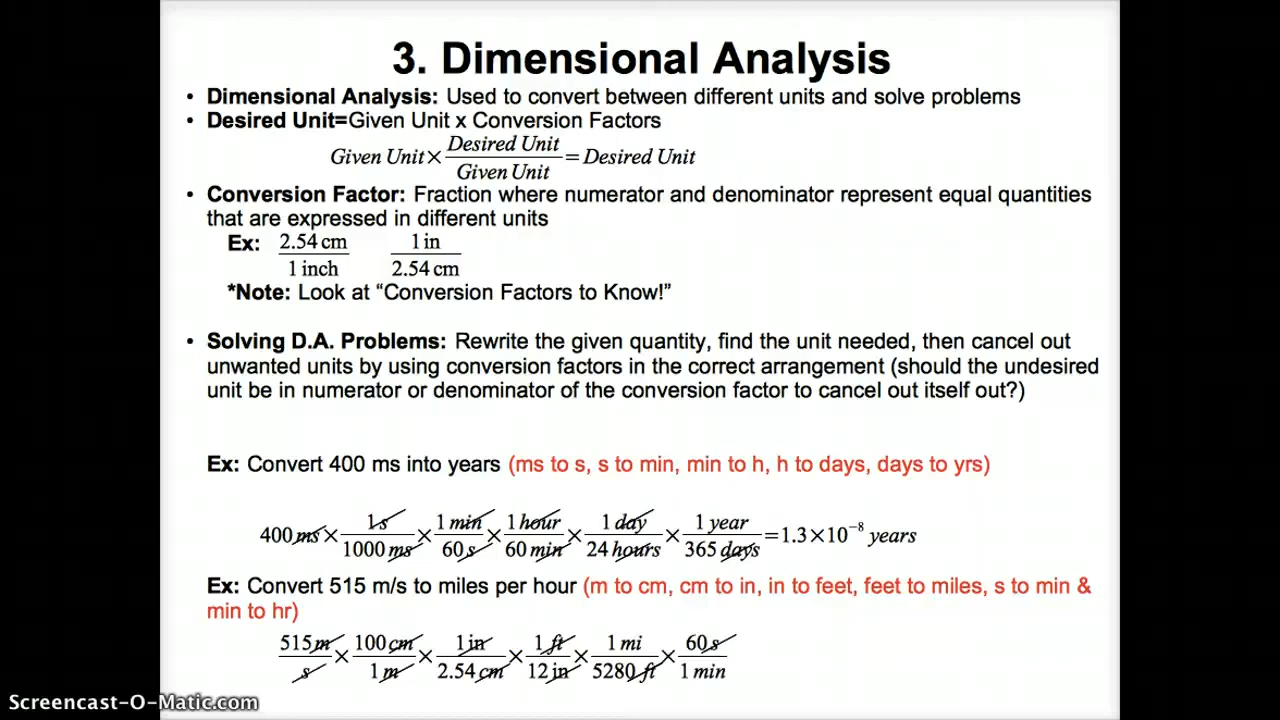 3. Dimensional Analysis
• Dimensional Analysis: Used to convert between different units and solve problems
• Desired Unit=Given Unit x Conversion Factors
Given Unit × Desired Unit / Given Unit = Desired Unit
• Conversion Factor: Fraction where numerator and denominator represent equal quantities
that are expressed in different units
Ex: 2.54 cm / 1 inch 1 in / 2.54 cm
*Note: Look at “Conversion Factors to Know!”
• Solving D.A. Problems: Rewrite the given quantity, find the unit needed, then cancel out
unwanted units by using conversion factors in the correct arrangement (should the undesired
unit be in numerator or denominator of the conversion factor to cancel out itself out?)
Ex: Convert 400 ms into years (ms to s, s to min, min to h, h to days, days to yrs)
400 ms × 1 s / 1000 ms × 1 min / 60 s × 1 hour / 60 min × 1 day / 24 hours × 1 year / 365 days = 1.3×10⁻⁸ years
Ex: Convert 515 m/s to miles per hour (m to cm, cm to in, in to feet, feet to miles, s to min &
min to hr)
515 m / s × 100 cm / 1 m × 1 in / 2.54 cm × 1 ft / 12 in × 1 mi / 5280 ft × 60 s / 1 min
Screencast-O-Matic.com